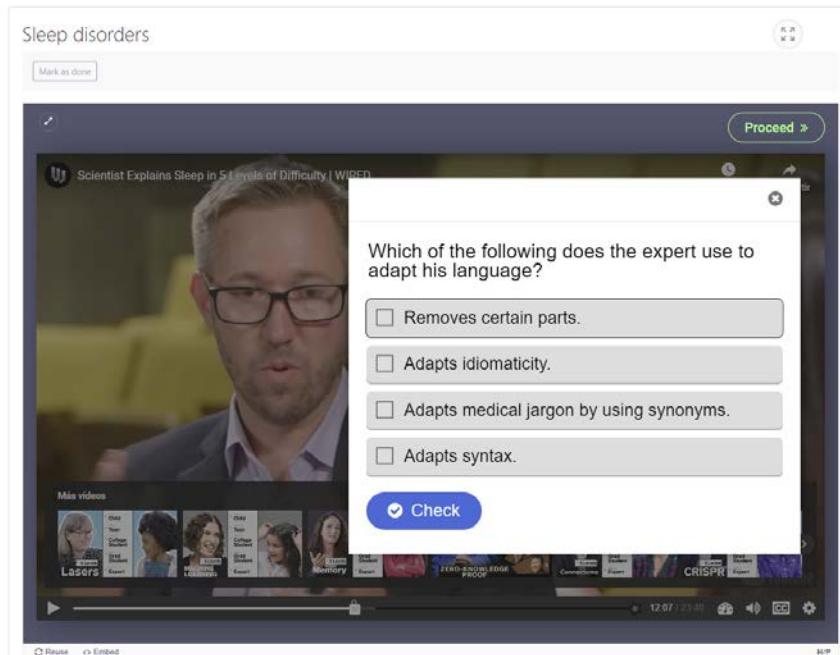 Sleep disorders
Mark as done
Proceed »
Scientist Explains Sleep in 5 Levels of Difficulty | WIRED
Which of the following does the expert use to
adapt his language?
Removes certain parts.
Adapts idiomaticity.
Adapts medical jargon by using synonyms.
Adapts syntax.
Check
Más vídeos
Lasers
Child
Teen
College
Student
Grad
Student
Expert
Memory
ZERO-KNOWLEDGE
PROOF
Connectome
CRISPR
12:07 / 23:40
CC
Reuse <> Embed
H-P